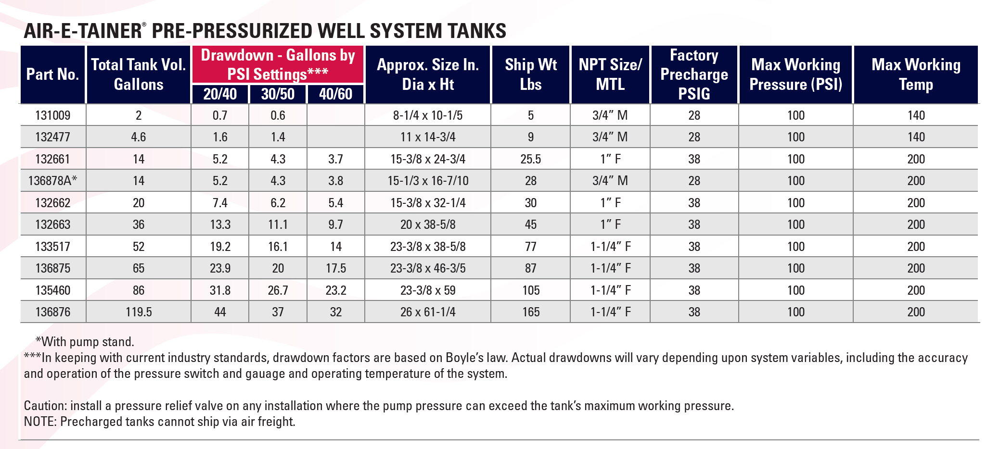 AIR-E-TAINER® PRE-PRESSURIZED WELL SYSTEM TANKS
Part No. Total Tank Vol. Gallons Drawdown - Gallons by PSI Settings*** Approx. Size In. Dia x Ht Ship Wt Lbs NPT Size/ MTL Factory Precharge PSIG Max Working Pressure (PSI) Max Working Temp
20/40 30/50 40/60
131009 2 0.7 0.6 8-1/4 x 10-1/5 5 3/4” M 28 100 140
132477 4.6 1.6 1.4 11 x 14-3/4 9 3/4” M 28 100 140
132661 14 5.2 4.3 3.7 15-3/8 x 24-3/4 25.5 1” F 38 100 200
136878A* 14 5.2 4.3 3.8 15-1/3 x 16-7/10 28 3/4” M 28 100 200
132662 20 7.4 6.2 5.4 15-3/8 x 32-1/4 30 1” F 38 100 200
132663 36 13.3 11.1 9.7 20 x 38-5/8 45 1” F 38 100 200
133517 52 19.2 16.1 14 23-3/8 x 38-5/8 77 1-1/4” F 38 100 200
136875 65 23.9 20 17.5 23-3/8 x 46-3/5 87 1-1/4” F 38 100 200
135460 86 31.8 26.7 23.2 23-3/8 x 59 105 1-1/4” F 38 100 200
136876 119.5 44 37 32 26 x 61-1/4 165 1-1/4” F 38 100 200
*With pump stand.
***In keeping with current industry standards, drawdown factors are based on Boyle’s law. Actual drawdowns will vary depending upon system variables, including the accuracy
and operation of the pressure switch and gauage and operating temperature of the system.
Caution: install a pressure relief valve on any installation where the pump pressure can exceed the tank’s maximum working pressure.
NOTE: Precharged tanks cannot ship via air freight.